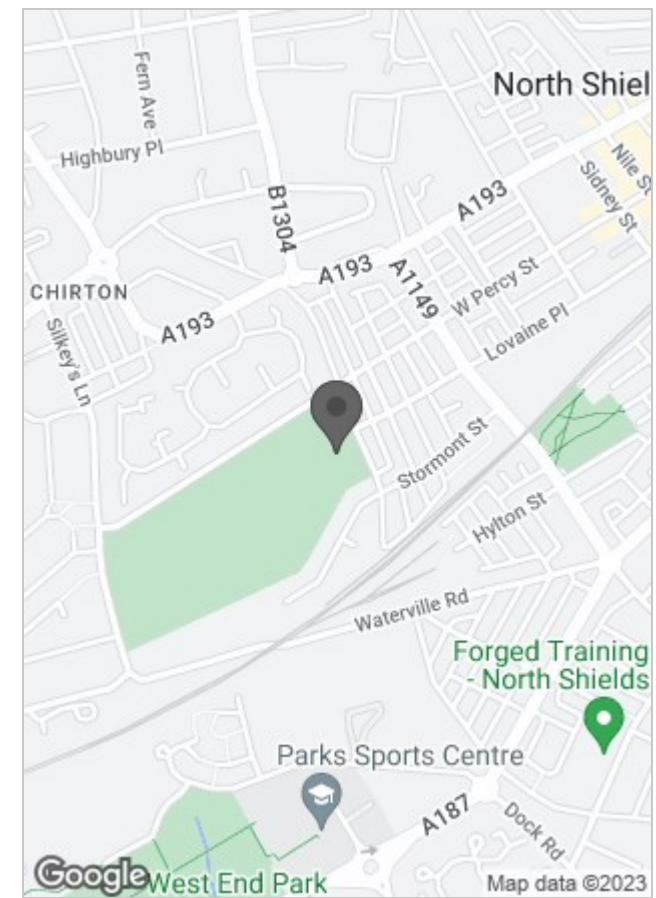 North Shiel
Fern Ave
Highbury Pl
Nile St
Sidney St
B1304
A193
A193
A1149
W Percy St
CHIRTON
A193
Lovaine Pl
Silkey's Ln
Stormont St
Hylton St
Waterville Rd
Forged Training
- North Shields
Parks Sports Centre
A187
Dock Rd
Google
West End Park
Map data ©2023